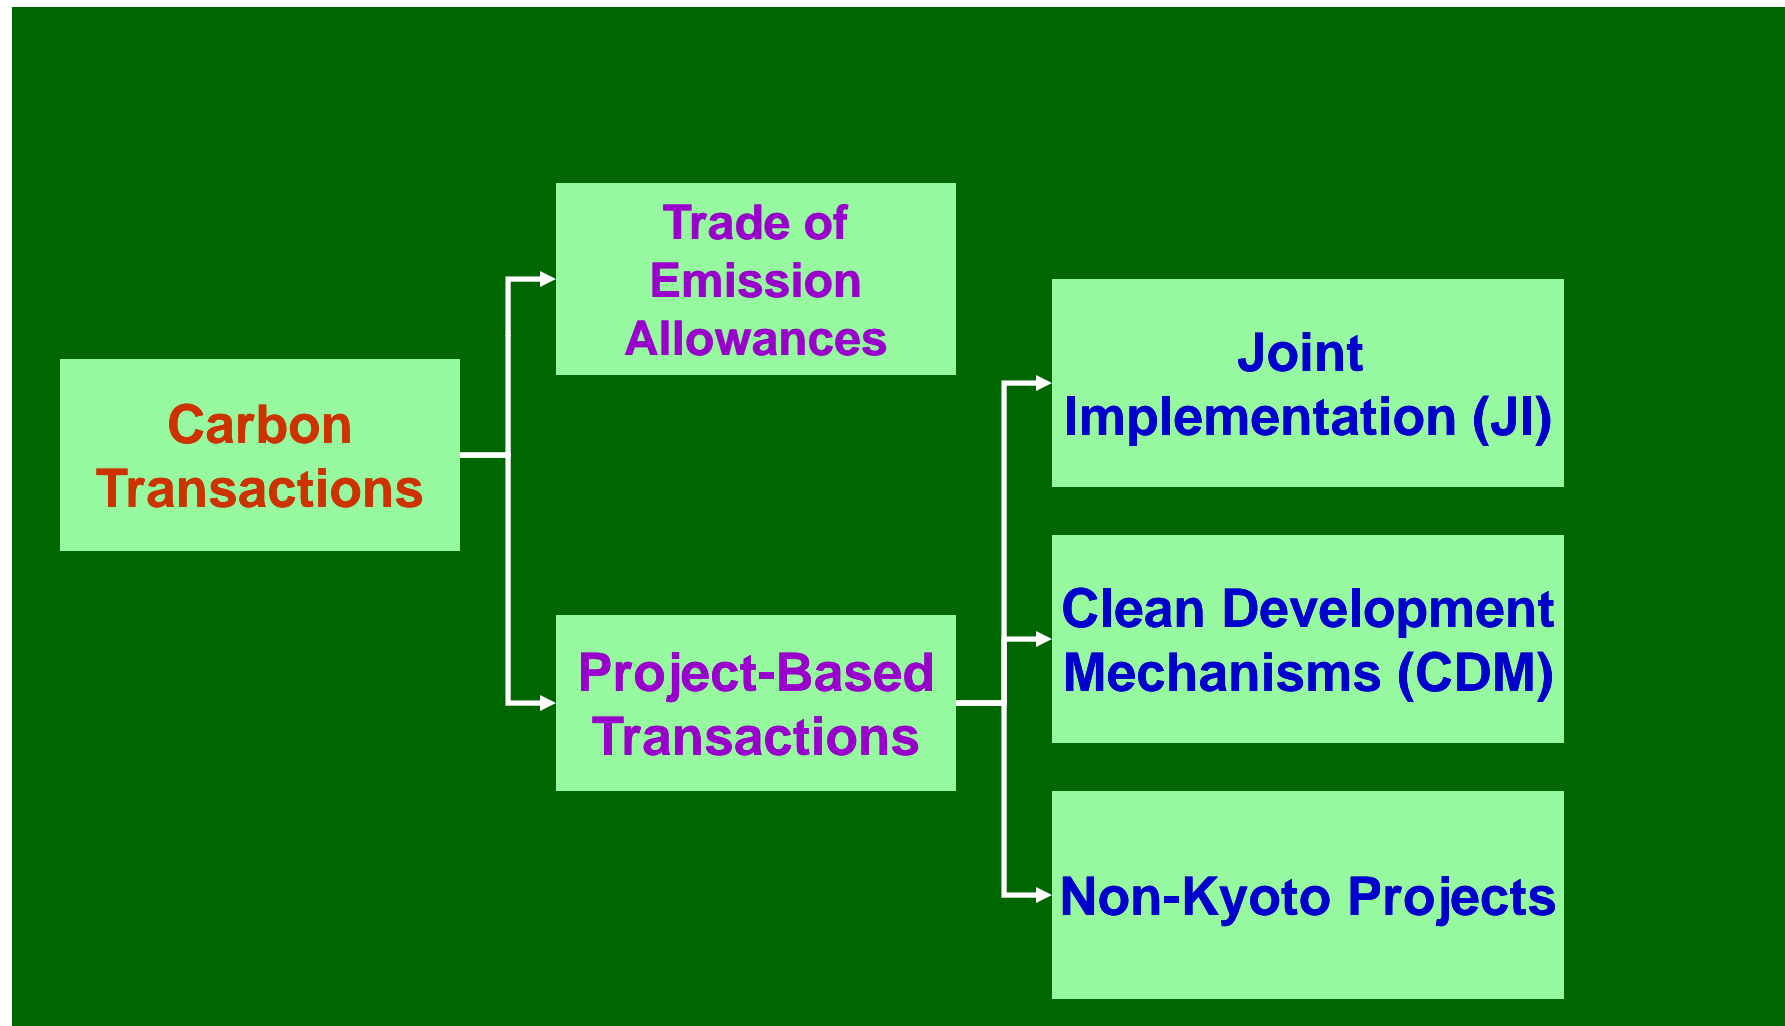 Carbon
Transactions
Trade of
Emission
Allowances
Project-Based
Transactions
Joint
Implementation (JI)
Clean Development
Mechanisms (CDM)
Non-Kyoto Projects